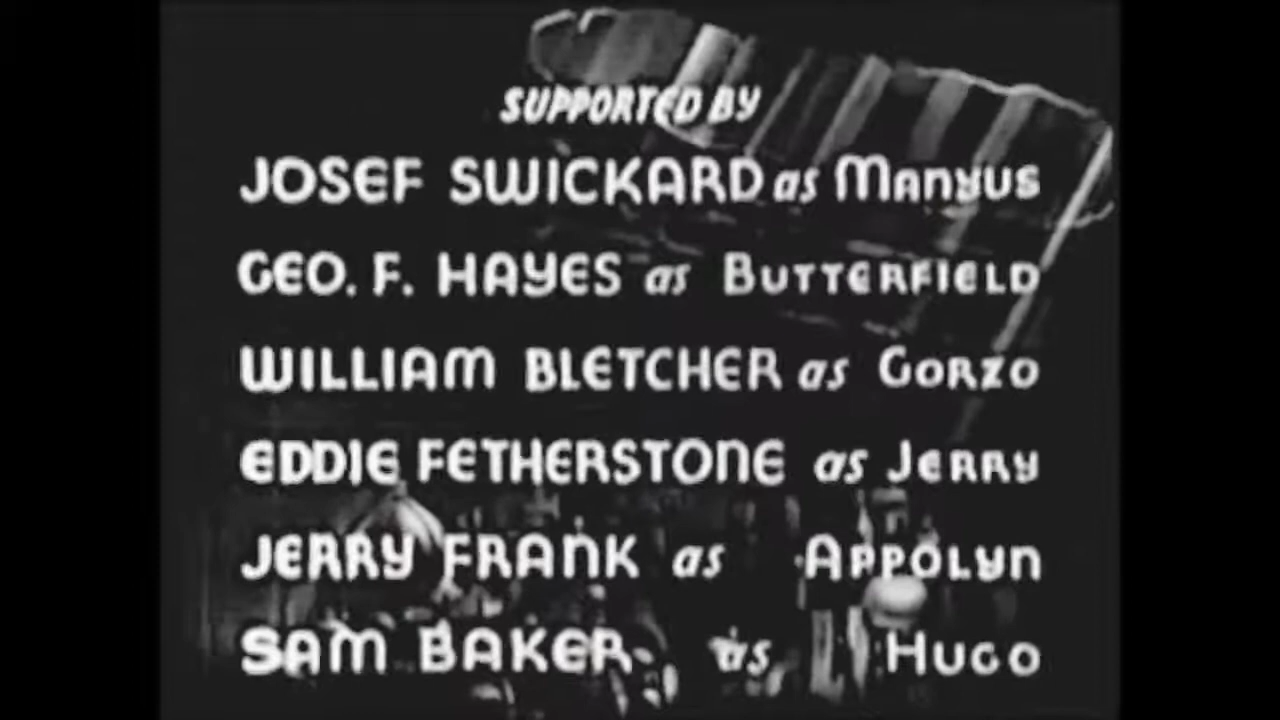 SUPPORTED BY
JOSEF SWICKARD as MANYUS
GEO. F. HAYES as BUTTERFIELD
WILLIAM BLETCHER as GORZO
EDDIE FETHERSTONE as JERRY
JERRY FRANK as APPOLYN
SAM BAKER as HUGO